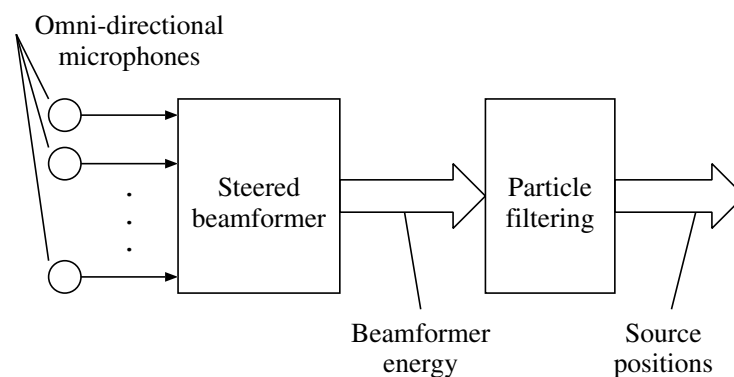 Omni-directional
microphones
Steered
beamformer
Particle
filtering
Beamformer
energy
Source
positions